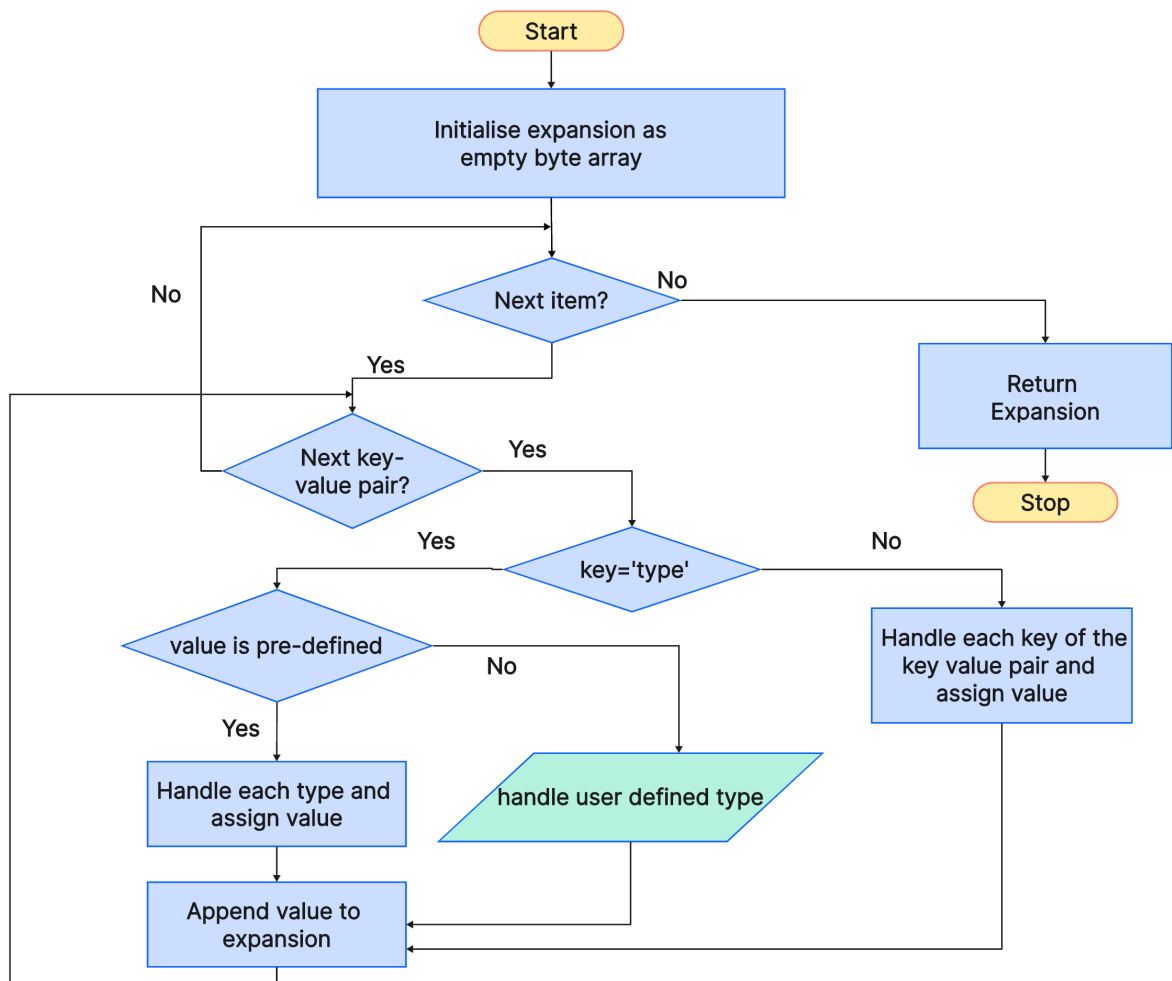 Start
Initialise expansion as
empty byte array
No
Next item?
No
Yes
Return
Expansion
Next key-
value pair?
Yes
Stop
Yes
key='type'
No
value is pre-defined
No
Handle each key of the
key value pair and
assign value
Yes
Handle each type and
assign value
handle user defined type
Append value to
expansion